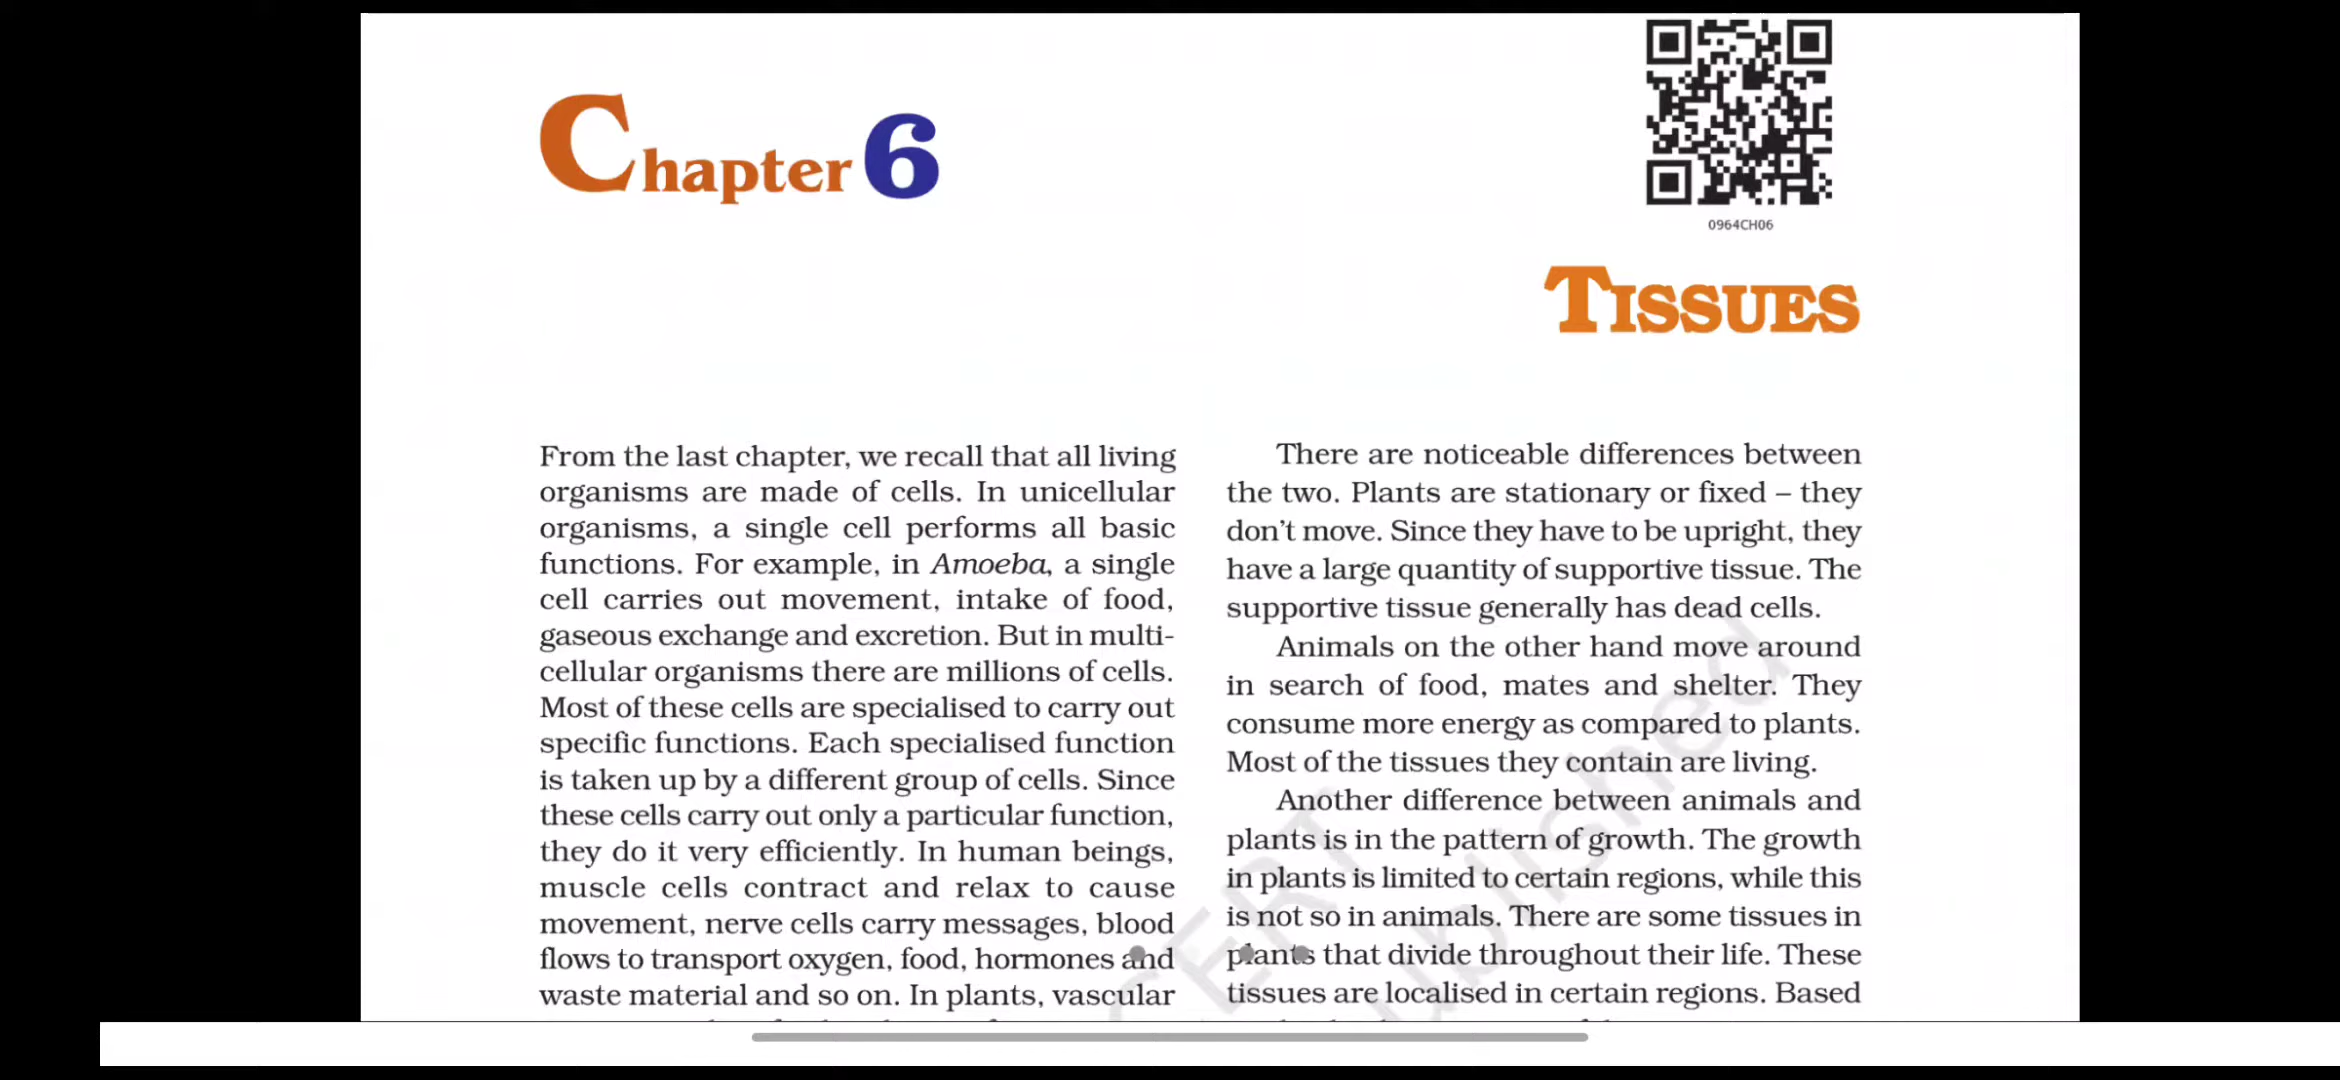 Chapter 6
0964CH06
TISSUES
From the last chapter, we recall that all living
organisms are made of cells. In unicellular
organisms, a single cell performs all basic
functions. For example, in Amoeba, a single
cell carries out movement, intake of food,
gaseous exchange and excretion. But in multi-
cellular organisms there are millions of cells.
Most of these cells are specialised to carry out
specific functions. Each specialised function
is taken up by a different group of cells. Since
these cells carry out only a particular function,
they do it very efficiently. In human beings,
muscle cells contract and relax to cause
movement, nerve cells carry messages, blood
flows to transport oxygen, food, hormones and
waste material and so on. In plants, vascular
There are noticeable differences between
the two. Plants are stationary or fixed – they
don't move. Since they have to be upright, they
have a large quantity of supportive tissue. The
supportive tissue generally has dead cells.
Animals on the other hand move around
in search of food, mates and shelter. They
consume more energy as compared to plants.
Most of the tissues they contain are living.
Another difference between animals and
plants is in the pattern of growth. The growth
in plants is limited to certain regions, while this
is not so in animals. There are some tissues in
plants that divide throughout their life. These
tissues are localised in certain regions. Based
CERT
ublished